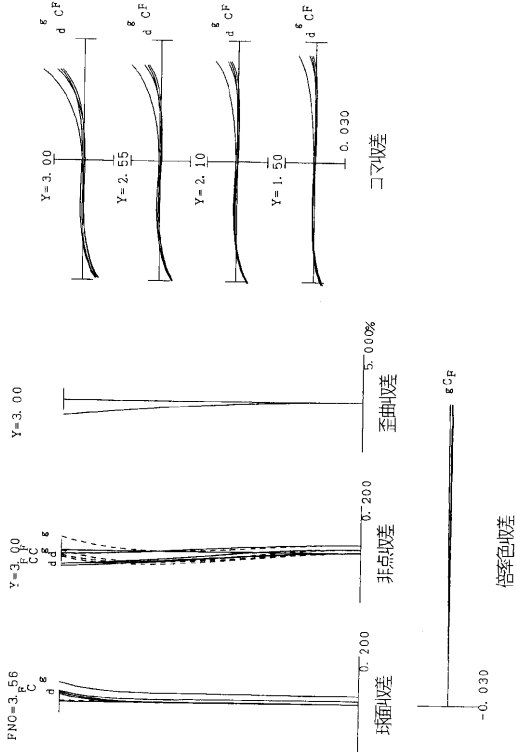 FNO=3.56
F
C
g
d
0.200
球面収差
Y=3.00
F F
C C
g
d d
0.200
非点収差
Y=3.00
5.000%
歪曲収差
g C F
-0.030
倍率色収差
Y=3.00
d g C F
Y=2.55
d g C F
Y=2.10
d g C F
Y=1.50
d g C F
0.030
コマ収差